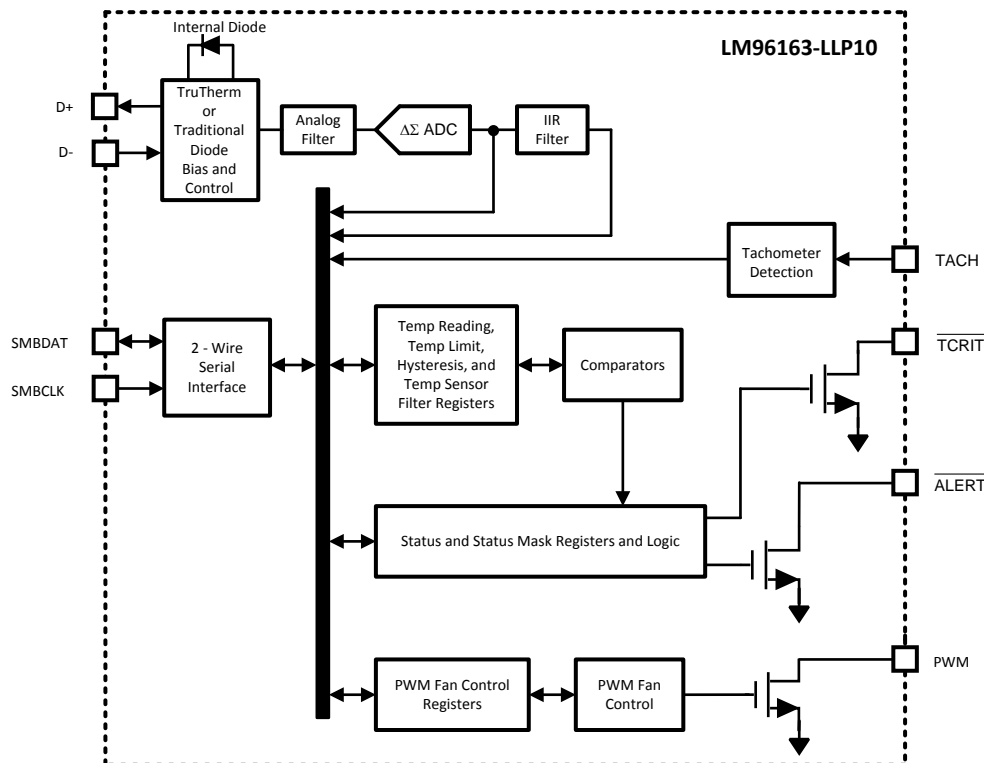 Internal Diode
LM96163-LLP10
D+
D-
TruTherm
or
Traditional
Diode
Bias and
Control
Analog
Filter
ΔΣ ADC
IIR
Filter
Tachometer
Detection
TACH
SMBDAT
SMBCLK
2 - Wire
Serial
Interface
Temp Reading,
Temp Limit,
Hysteresis, and
Temp Sensor
Filter Registers
Comparators
TCRIT
ALERT
Status and Status Mask Registers and Logic
PWM Fan Control
Registers
PWM Fan
Control
PWM